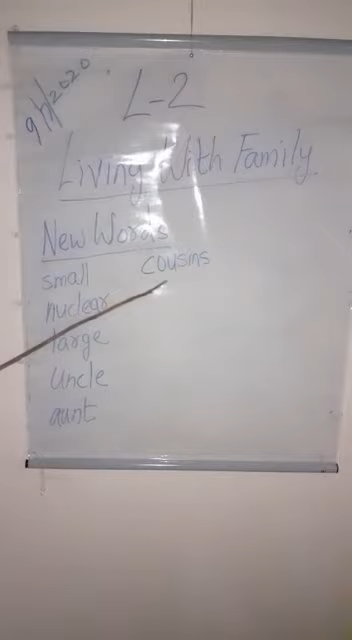 9/7/2020
L-2
Living With Family.
New Words
small cousins
nuclear
large
Uncle
aunt